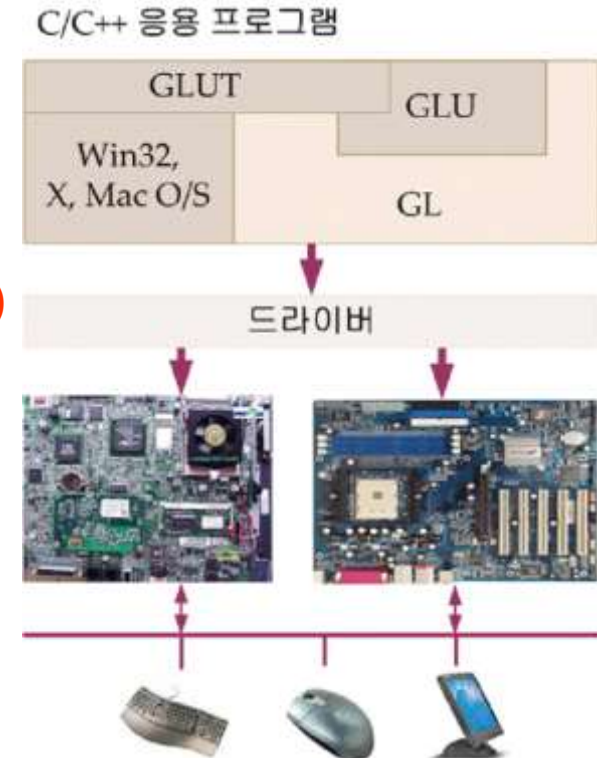 C/C++ 응용 프로그램
GLUT
GLU
Win32,
X, Mac O/S
GL
드라이버